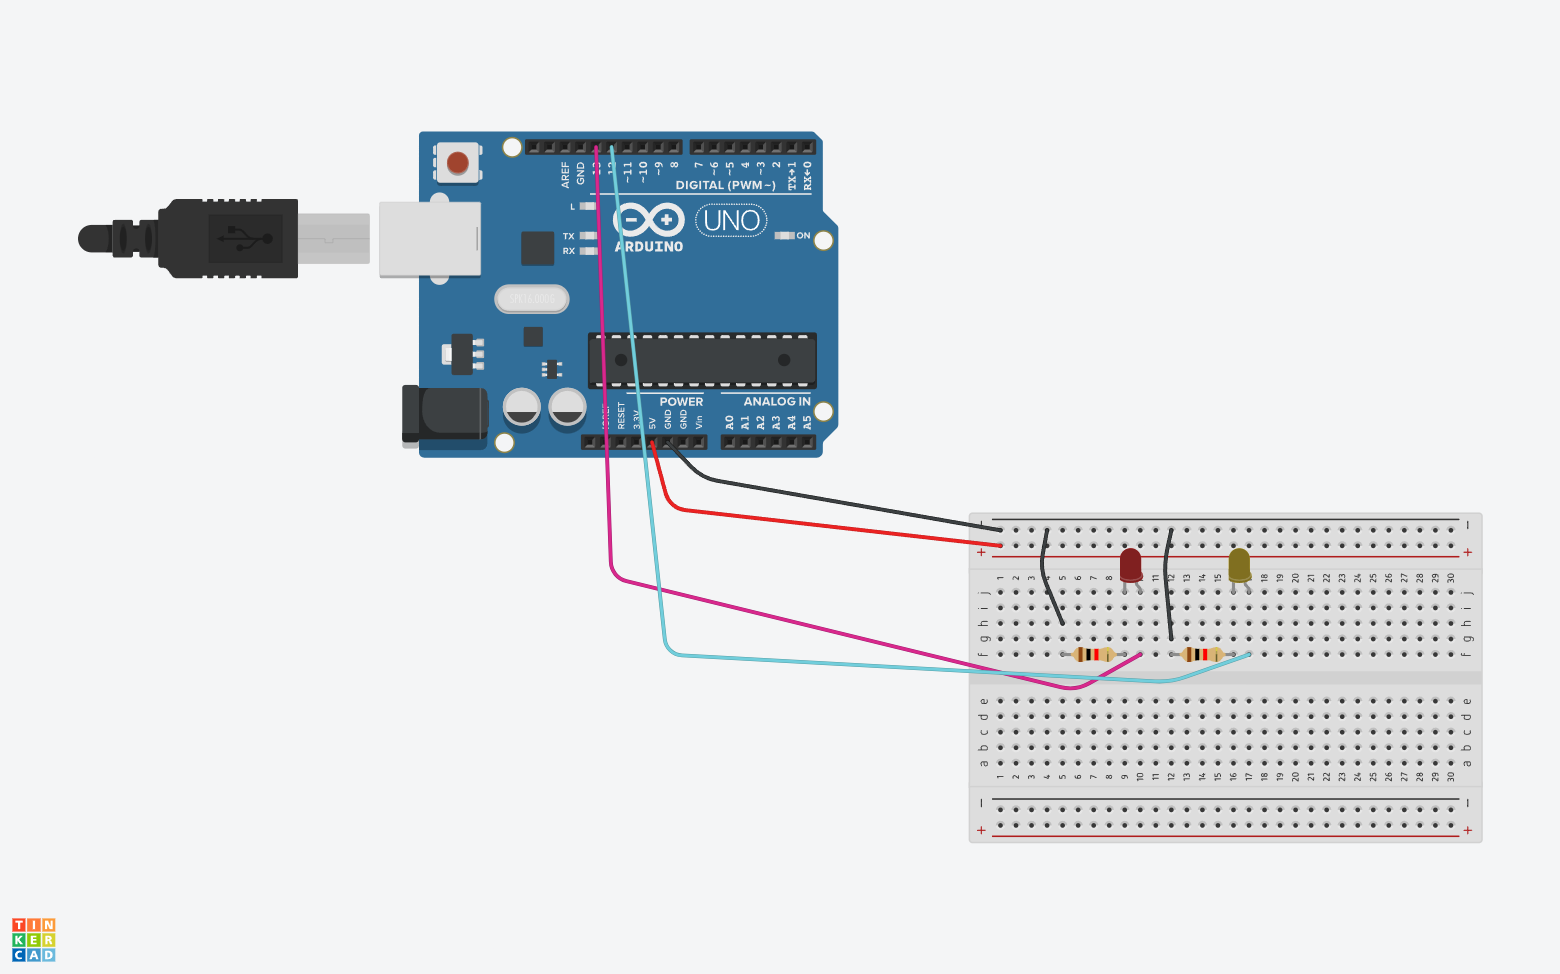 AREF
GND
~11
~10
~9
8
7
~6
~5
4
~3
2
TX→1
RX←0
DIGITAL (PWM~)
L
TX
RX
UNO
ON
ARDUINO
POWER
ANALOG IN
RESET
3.3V
5V
GND
GND
Vin
A0
A1
A2
A3
A4
A5
− −
+ +
1 2 3 4 5 6 7 8 9 10 11 12 13 14 15 16 17 18 19 20 21 22 23 24 25 26 27 28 29 30
j j
i i
h h
g g
f f
e e
d d
c c
b b
a a
1 2 3 4 5 6 7 8 9 10 11 12 13 14 15 16 17 18 19 20 21 22 23 24 25 26 27 28 29 30
− −
+ +
TIN
KER
CAD